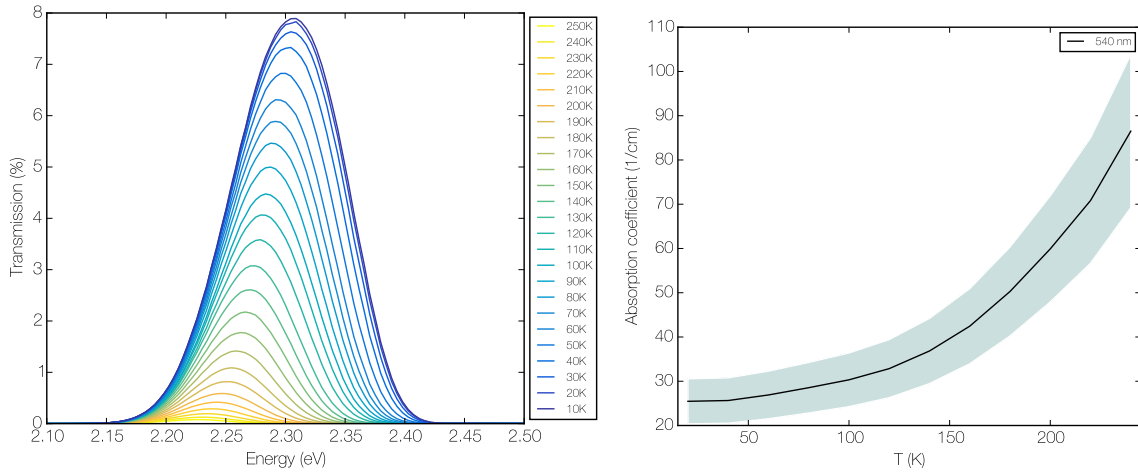 8
7
6
5
4
3
2
1
0
Transmission (%)
2.10 2.15 2.20 2.25 2.30 2.35 2.40 2.45 2.50
Energy (eV)
250K
240K
230K
220K
210K
200K
190K
180K
170K
160K
150K
140K
130K
120K
110K
100K
90K
80K
70K
60K
50K
40K
30K
20K
10K
110
100
90
80
70
60
50
40
30
20
Absorption coefficient (1/cm)
540 nm
50 100 150 200
T (K)